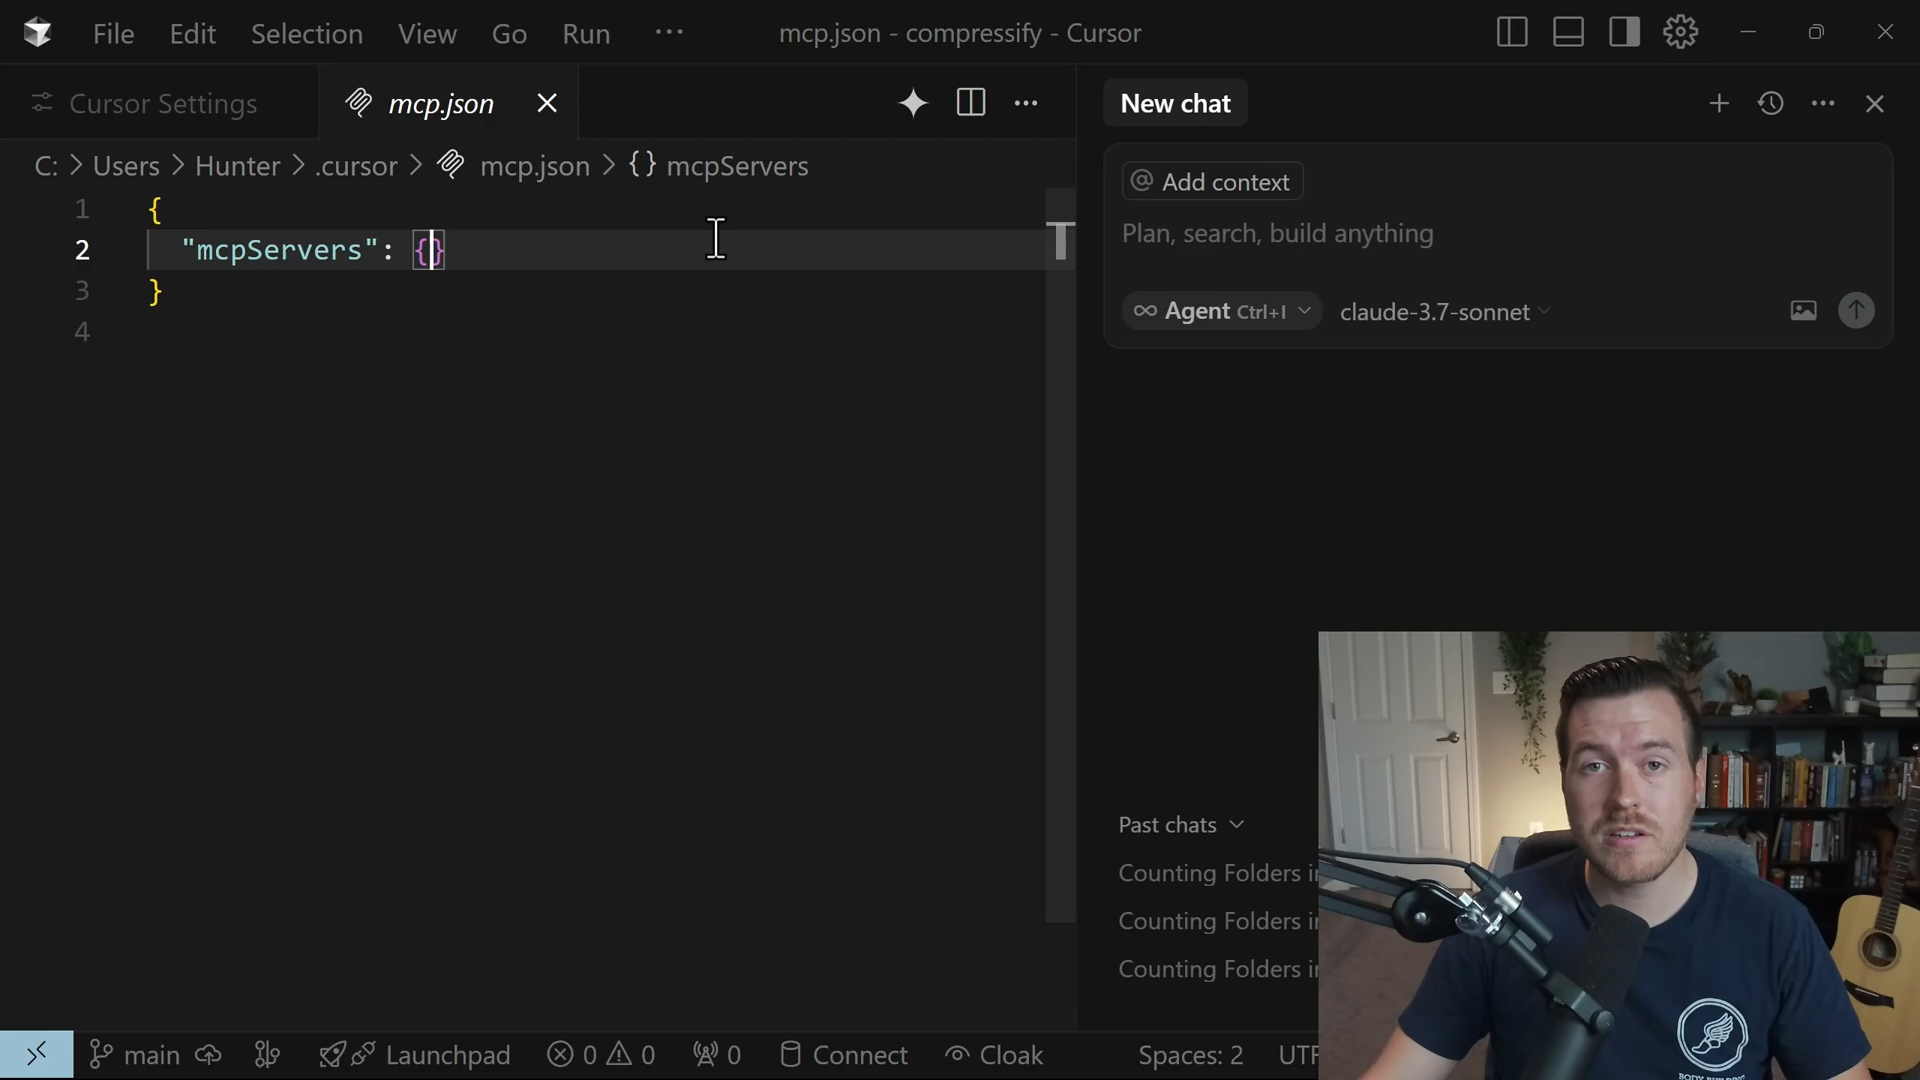 File Edit Selection View Go Run ··· mcp.json - compressify - Cursor
Cursor Settings mcp.json
C: > Users > Hunter > .cursor > mcp.json > {} mcpServers
1 {
2 "mcpServers": {}
3 }
4
New chat
@ Add context
Plan, search, build anything
∞ Agent Ctrl+I claude-3.7-sonnet
Past chats
Counting Folders i
Counting Folders i
Counting Folders i
main Launchpad 0 0 0 Connect Cloak Spaces: 2 UTF
BODY BUILDING